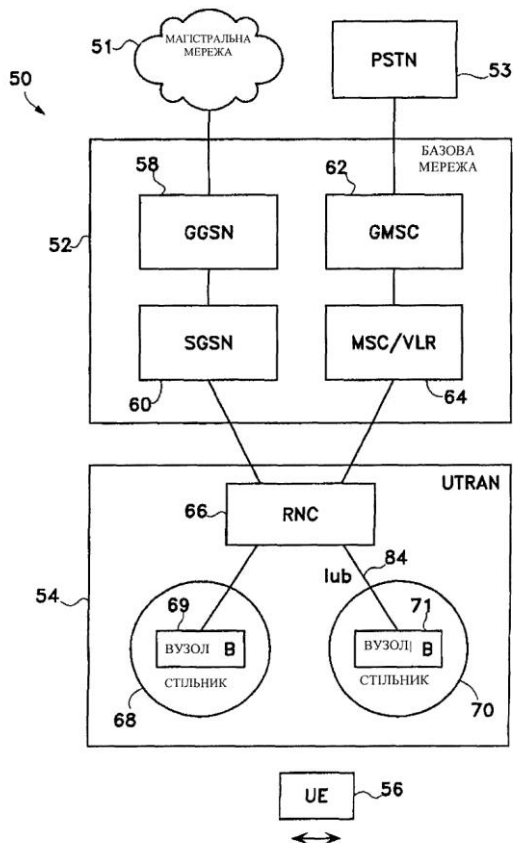 51
МАГІСТРАЛЬНА
МЕРЕЖА
PSTN
53
50
БАЗОВА
МЕРЕЖА
58
62
52
GGSN
GMSC
SGSN
MSC/VLR
60
64
UTRAN
66
RNC
84
Iub
54
69
71
ВУЗОЛ B
ВУЗОЛ B
СТІЛЬНИК
СТІЛЬНИК
68
70
UE
56